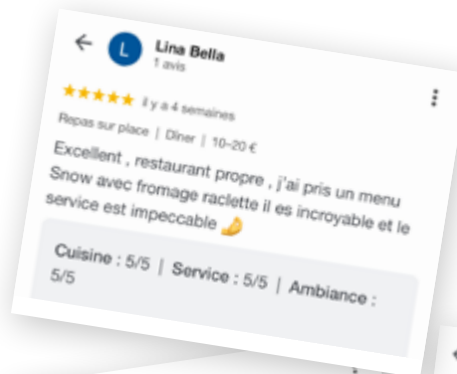 L
Lina Bella
1 avis
il y a 4 semaines
Repas sur place | Dîner | 10–20 €
Excellent , restaurant propre , j'ai pris un menu
Snow avec fromage raclette il es incroyable et le
service est impeccable
Cuisine : 5/5 | Service : 5/5 | Ambiance :
5/5